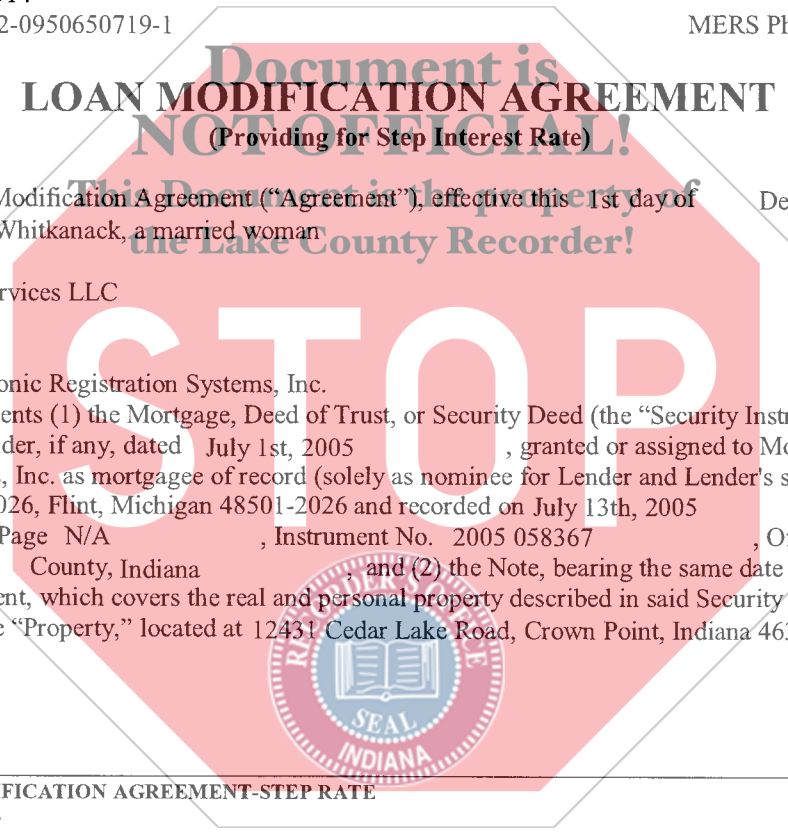 2-0950650719-1 MERS Ph
Document is
LOAN MODIFICATION AGREEMENT
NOT OFFICIAL!
(Providing for Step Interest Rate)
This Document is the property of
Modification Agreement (“Agreement”), effective this 1st day of De
Whitkanack, a married woman
the Lake County Recorder!
rvices LLC
STOP
onic Registration Systems, Inc.
ents (1) the Mortgage, Deed of Trust, or Security Deed (the “Security Instr
der, if any, dated July 1st, 2005 , granted or assigned to Mo
, Inc. as mortgagee of record (solely as nominee for Lender and Lender's s
026, Flint, Michigan 48501-2026 and recorded on July 13th, 2005
Page N/A , Instrument No. 2005 058367 , O
County, Indiana , and (2) the Note, bearing the same date
ent, which covers the real and personal property described in said Security
e “Property,” located at 12431 Cedar Lake Road, Crown Point, Indiana 463
RECORDER'S OFFICE
SEAL
INDIANA
FICATION AGREEMENT-STEP RATE